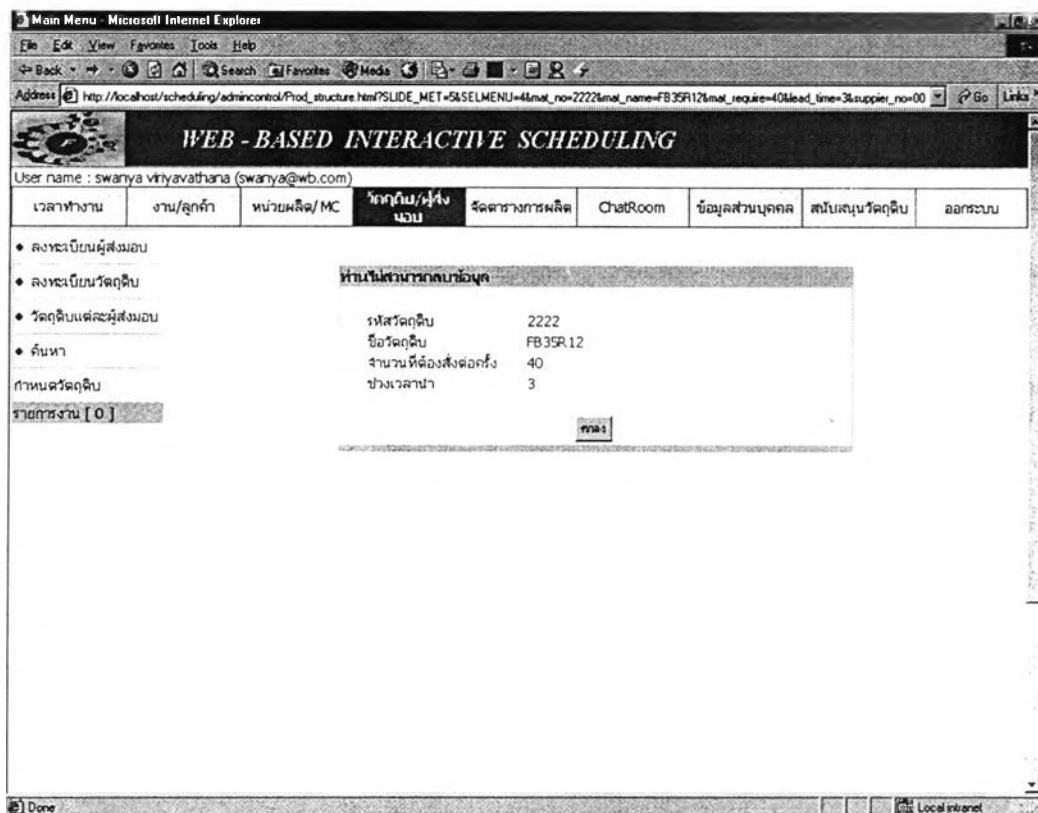 Main Menu - Microsoft Internet Explorer
File Edit View Favorites Tools Help
Back Search Favorites Media
Address http://localhost/scheduling/admincontrol/Prod_structure.html?SLIDE_MET=5&SELMENU=4&mat_no=2222&mat_name=FB35R12&mat_require=40&lead_time=3&suppier_no=00 Go Links
WEB - BASED INTERACTIVE SCHEDULING
User name : swanya viriyavathana (swanya@wb.com)
เวลาทำงาน งาน/ลูกค้า หน่วยผลิต/ MC วัตถุดิบ/ผู้ส่งมอบ จัดตารางการผลิต ChatRoom ข้อมูลส่วนบุคคล สนับสนุนวัตถุดิบ ออกระบบ
ลงทะเบียนผู้ส่งมอบ
ลงทะเบียนวัตถุดิบ
วัตถุดิบแต่ละผู้ส่งมอบ
ค้นหา
กำหนดวัตถุดิบ
รายการงาน [ 0 ]
ท่านไม่สามารถลบข้อมูล
รหัสวัตถุดิบ 2222
ชื่อวัตถุดิบ FB35R12
จำนวนที่ต้องสั่งต่อครั้ง 40
ช่วงเวลานำ 3
ตกลง
Done Local intranet